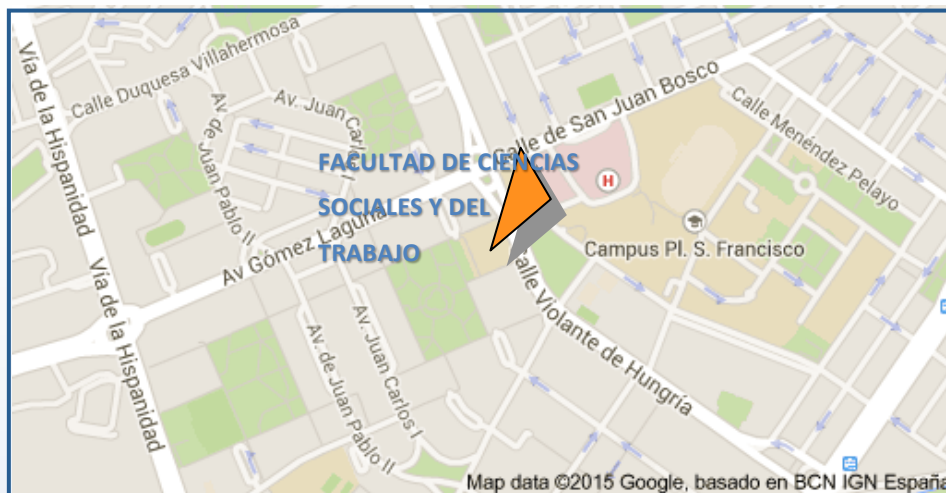 Vía de la Hispanidad
Calle Duquesa Villahermosa
Av. de Juan Pablo II
Av. Juan Carlos I
Calle de San Juan Bosco
Calle Menéndez Pelayo
FACULTAD DE CIENCIAS
SOCIALES Y DEL
TRABAJO
H
Av Gómez Laguna
Campus Pl. S. Francisco
Vía de la Hispanidad
Calle Violante de Hungría
Av. de Juan Pablo II
Av. Juan Carlos I
Map data ©2015 Google, basado en BCN IGN España